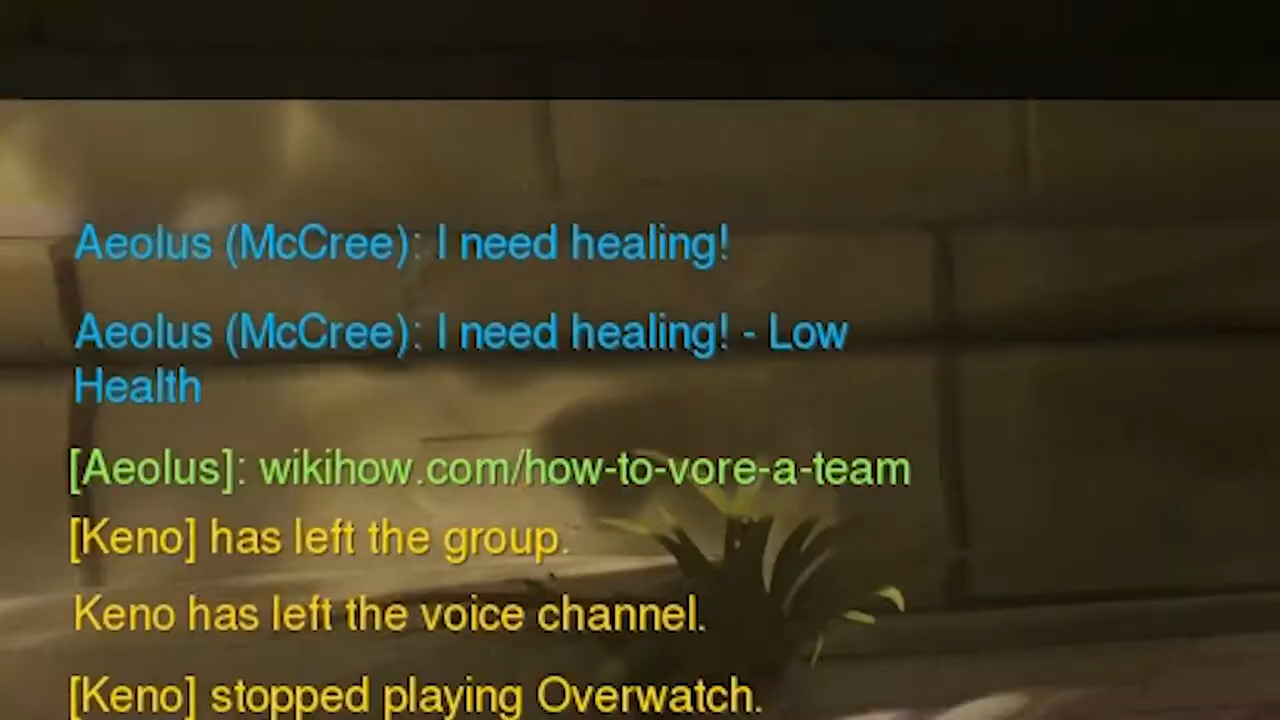 Aeolus (McCree): I need healing!
Aeolus (McCree): I need healing! - Low
Health
[Aeolus]: wikihow.com/how-to-vore-a-team
[Keno] has left the group.
Keno has left the voice channel.
[Keno] stopped playing Overwatch.